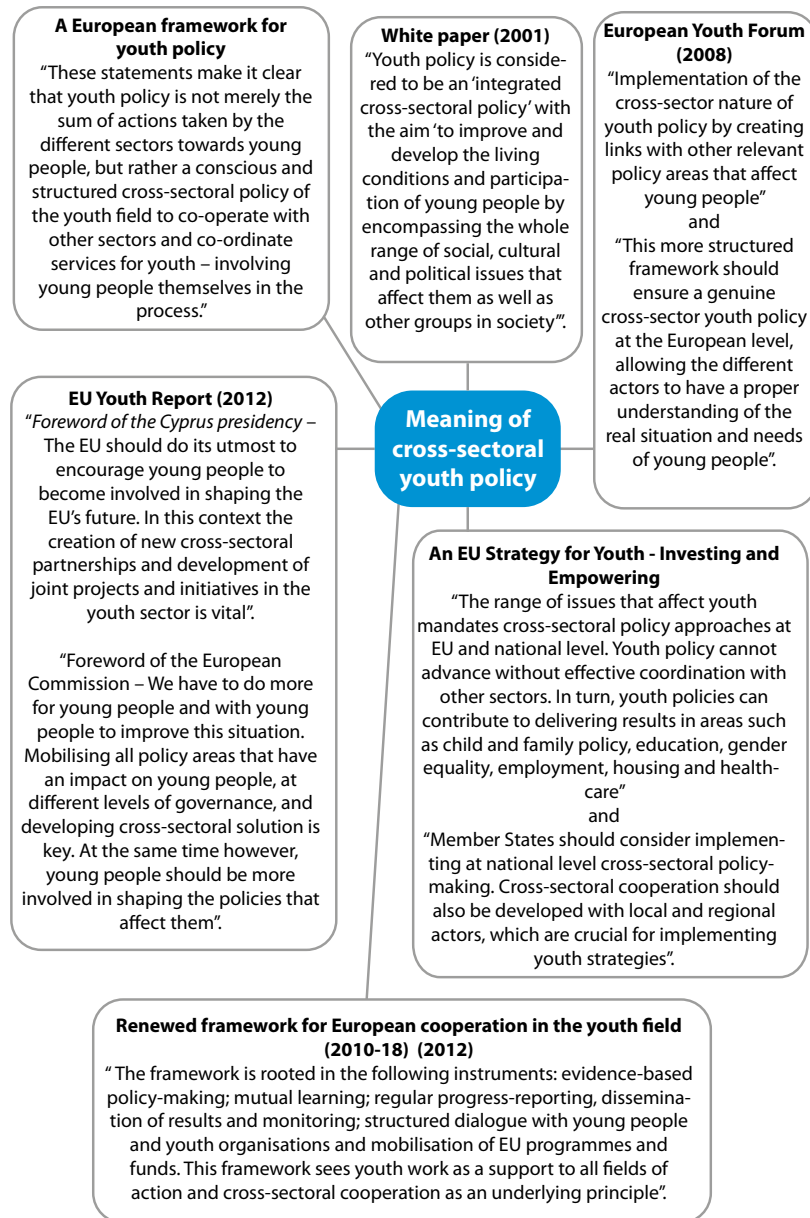 A European framework for
youth policy
“These statements make it clear
that youth policy is not merely the
sum of actions taken by the
different sectors towards young
people, but rather a conscious and
structured cross-sectoral policy of
the youth field to co-operate with
other sectors and co-ordinate
services for youth – involving
young people themselves in the
process.”
White paper (2001)
“Youth policy is conside-
red to be an ‘integrated
cross-sectoral policy’ with
the aim ‘to improve and
develop the living
conditions and participa-
tion of young people by
encompassing the whole
range of social, cultural
and political issues that
affect them as well as
other groups in society’”.
European Youth Forum
(2008)
“Implementation of the
cross-sector nature of
youth policy by creating
links with other relevant
policy areas that affect
young people”
and
“This more structured
framework should
ensure a genuine
cross-sector youth policy
at the European level,
allowing the different
actors to have a proper
understanding of the
real situation and needs
of young people”.
Meaning of
cross-sectoral
youth policy
EU Youth Report (2012)
“Foreword of the Cyprus presidency –
The EU should do its utmost to
encourage young people to
become involved in shaping the
EU’s future. In this context the
creation of new cross-sectoral
partnerships and development of
joint projects and initiatives in the
youth sector is vital”.
“Foreword of the European
Commission – We have to do more
for young people and with young
people to improve this situation.
Mobilising all policy areas that have
an impact on young people, at
different levels of governance, and
developing cross-sectoral solution is
key. At the same time however,
young people should be more
involved in shaping the policies that
affect them”.
An EU Strategy for Youth - Investing and
Empowering
“The range of issues that affect youth
mandates cross-sectoral policy approaches at
EU and national level. Youth policy cannot
advance without effective coordination with
other sectors. In turn, youth policies can
contribute to delivering results in areas such
as child and family policy, education, gender
equality, employment, housing and health-
care”
and
“Member States should consider implemen-
ting at national level cross-sectoral policy-
making. Cross-sectoral cooperation should
also be developed with local and regional
actors, which are crucial for implementing
youth strategies”.
Renewed framework for European cooperation in the youth field
(2010-18) (2012)
“ The framework is rooted in the following instruments: evidence-based
policy-making; mutual learning; regular progress-reporting, dissemina-
tion of results and monitoring; structured dialogue with young people
and youth organisations and mobilisation of EU programmes and
funds. This framework sees youth work as a support to all fields of
action and cross-sectoral cooperation as an underlying principle”.